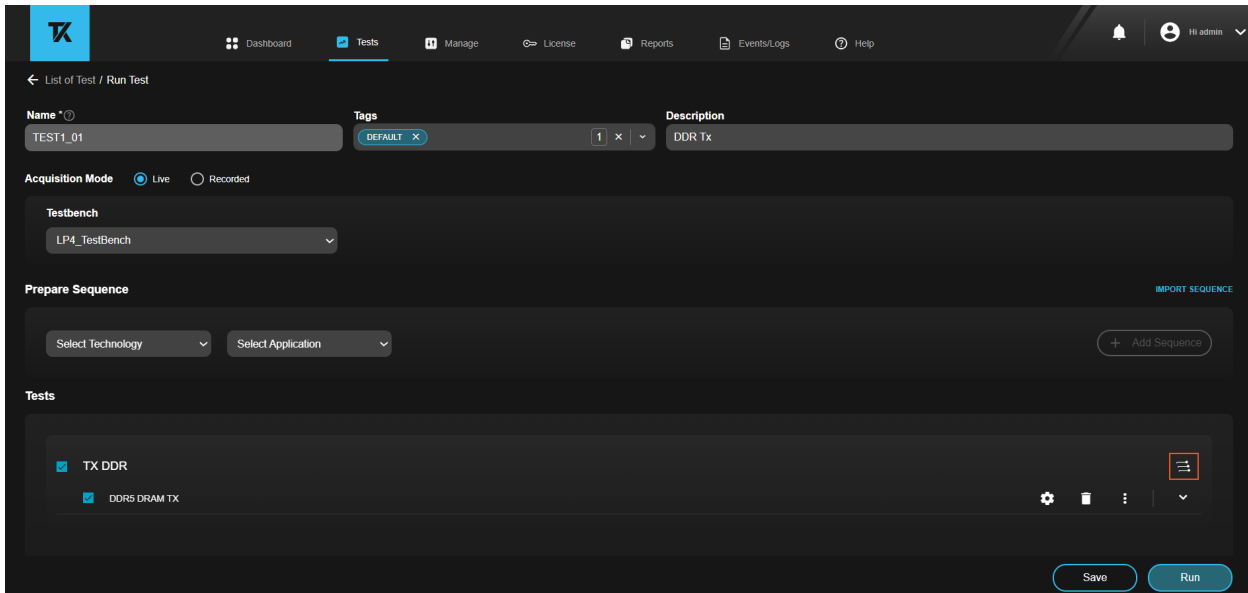 TX
Dashboard Tests Manage License Reports Events/Logs Help Hi admin
List of Test / Run Test
Name * Tags Description
TEST1_01 DEFAULT 1 DDR Tx
Acquisition Mode Live Recorded
Testbench
LP4_TestBench
Prepare Sequence IMPORT SEQUENCE
Select Technology Select Application + Add Sequence
Tests
TX DDR
DDR5 DRAM TX
Save Run